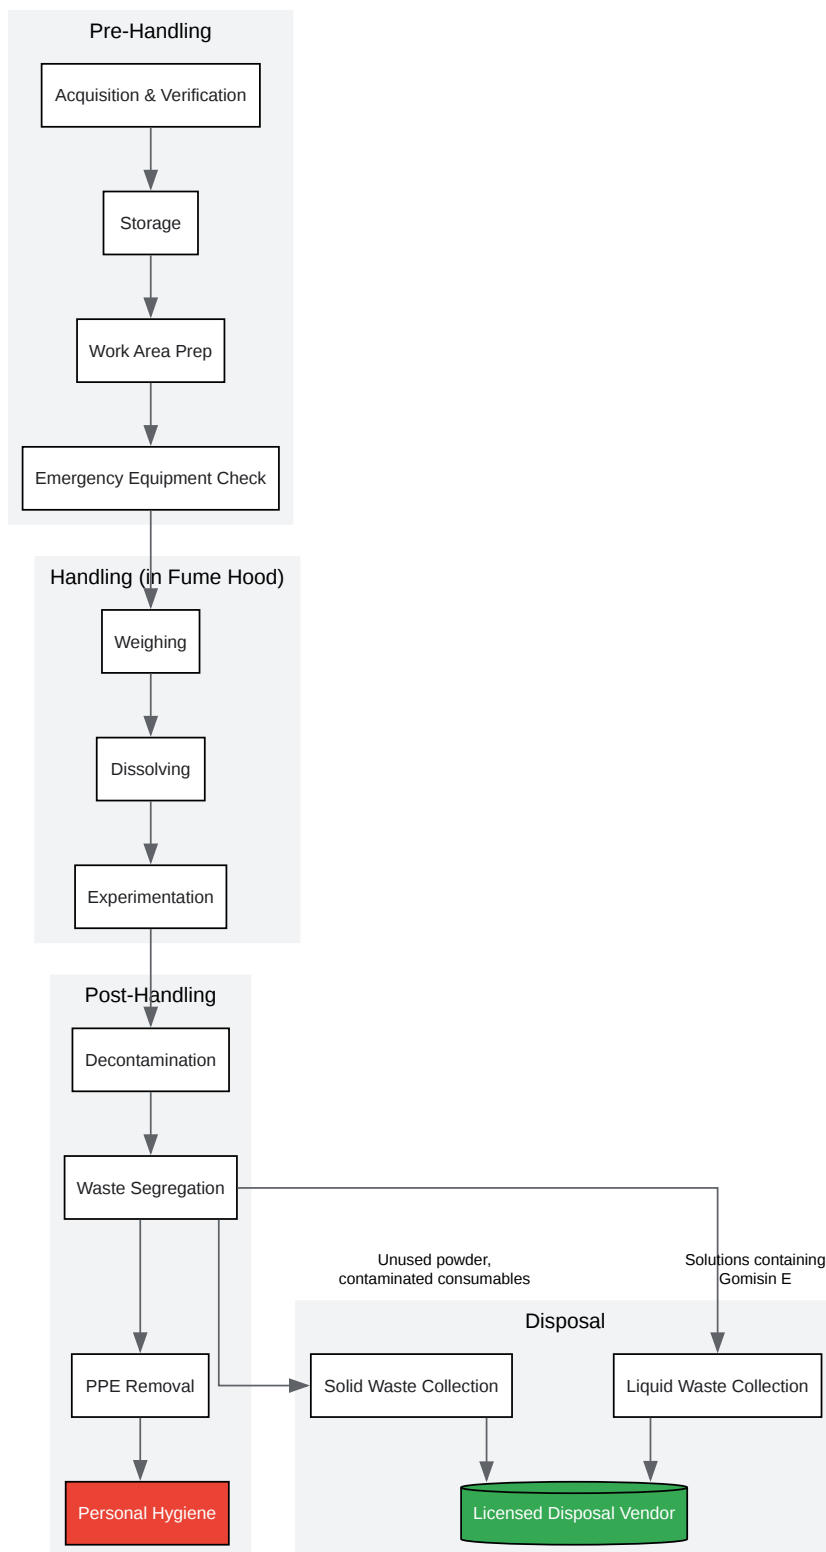 Pre-Handling
Acquisition & Verification
Storage
Work Area Prep
Emergency Equipment Check
Handling (in Fume Hood)
Weighing
Dissolving
Experimentation
Post-Handling
Decontamination
Waste Segregation
Unused powder,
contaminated consumables
Solutions containing
Gomisin E
Disposal
PPE Removal
Solid Waste Collection
Liquid Waste Collection
Personal Hygiene
Licensed Disposal Vendor